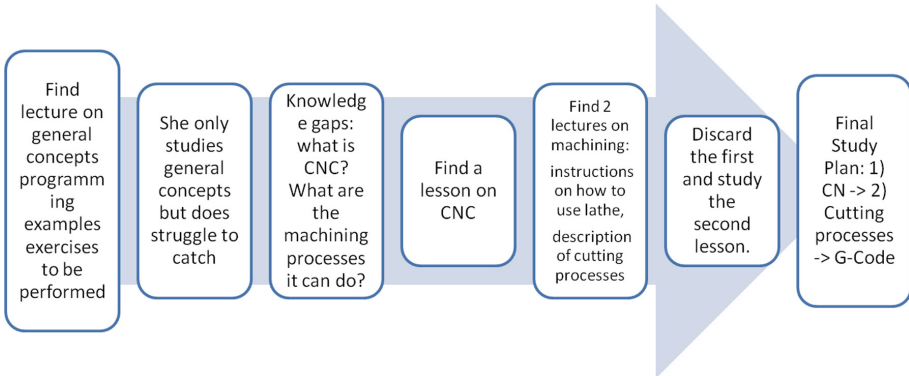 Find
lecture on
general
concepts
programm
ing
examples
exercises
to be
performed
She only
studies
general
concepts
but does
struggle to
catch
Knowledg
e gaps:
what is
CNC?
What are
the
machining
processes
it can do?
Find a
lesson on
CNC
Find 2
lectures on
machining:
instructions
on how to
use lathe,
description
of cutting
processes
Discard
the first
and study
the
second
lesson.
Final
Study
Plan: 1)
CN -> 2)
Cutting
processes
-> G-Code